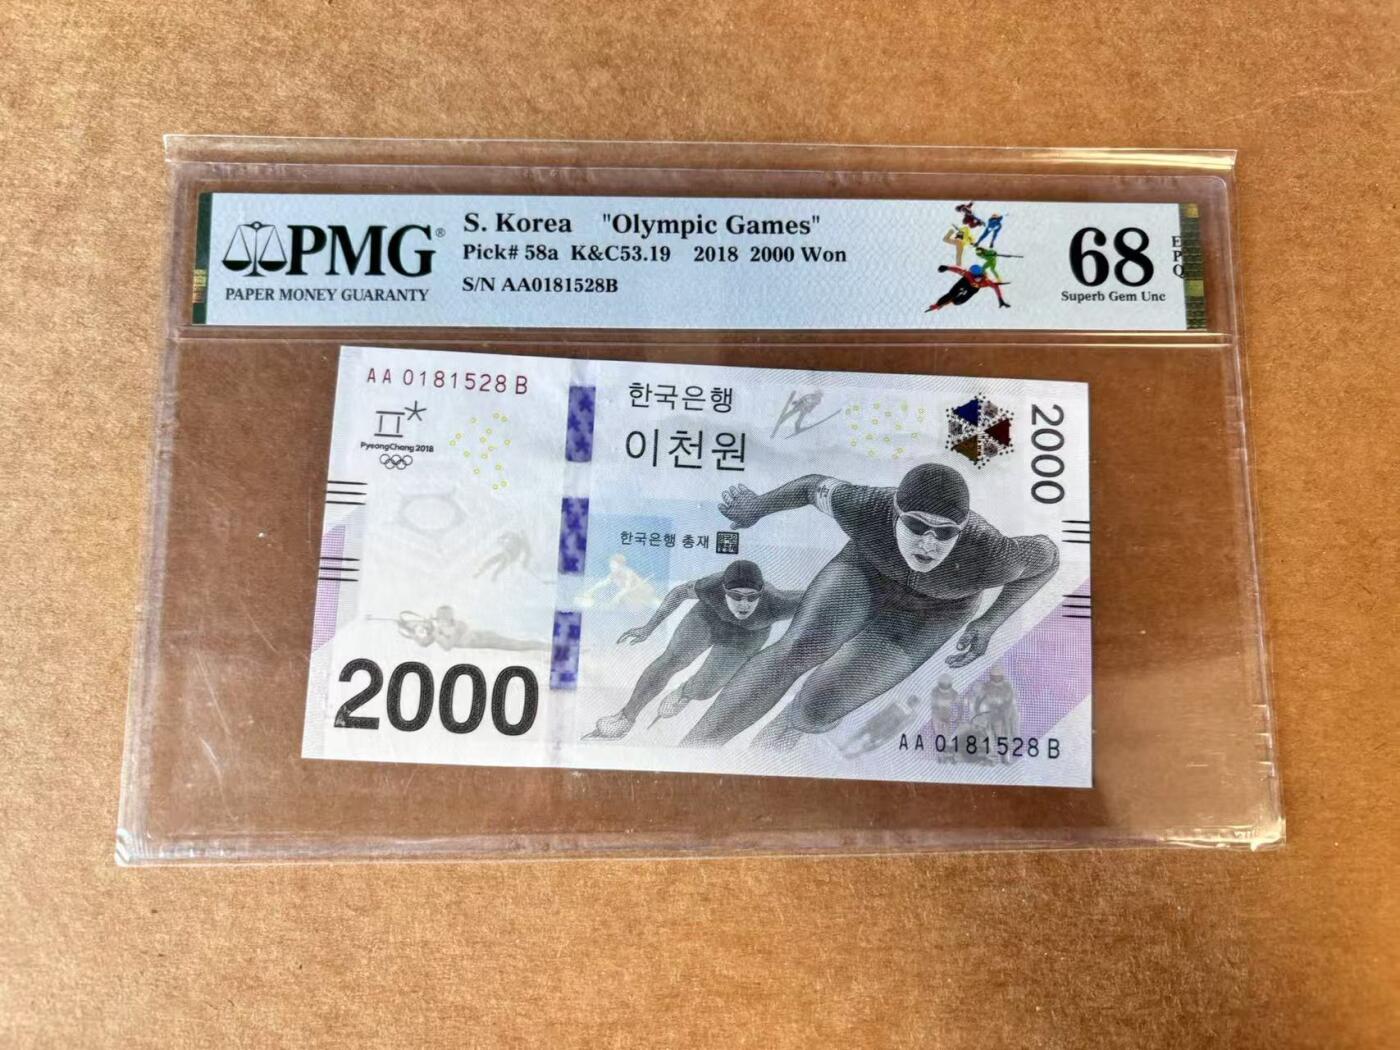 PMG®
PAPER MONEY GUARANTY
S. Korea "Olympic Games"
Pick# 58a K&C53.19 2018 2000 Won
S/N AA0181528B
68
Superb Gem Unc
E
P
Q
AA 0181528 B
PyeongChang 2018
한국은행
이천원
2000
한국은행 총재
2000
AA 0181528 B